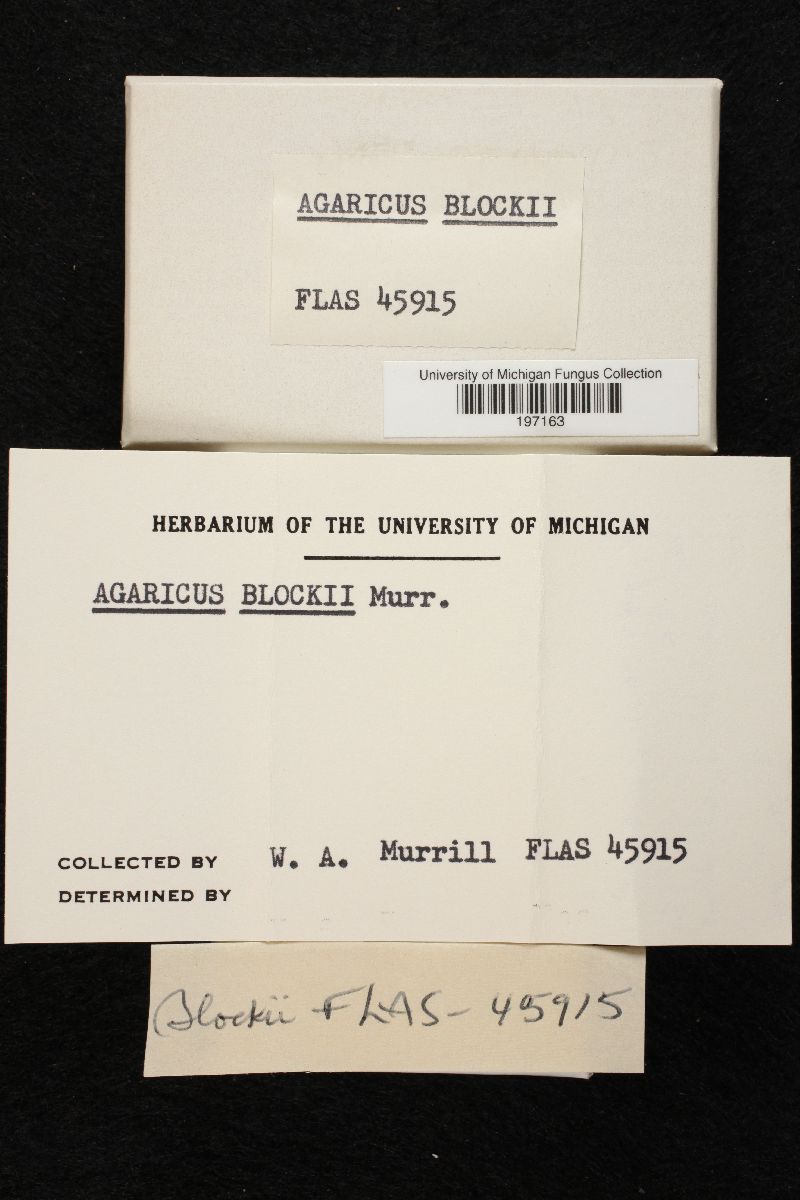 AGARICUS BLOCKII
FLAS 45915
University of Michigan Fungus Collection
197163
HERBARIUM OF THE UNIVERSITY OF MICHIGAN
AGARICUS BLOCKII Murr.
COLLECTED BY W. A. Murrill FLAS 45915
DETERMINED BY
Blockii FLAS - 45915